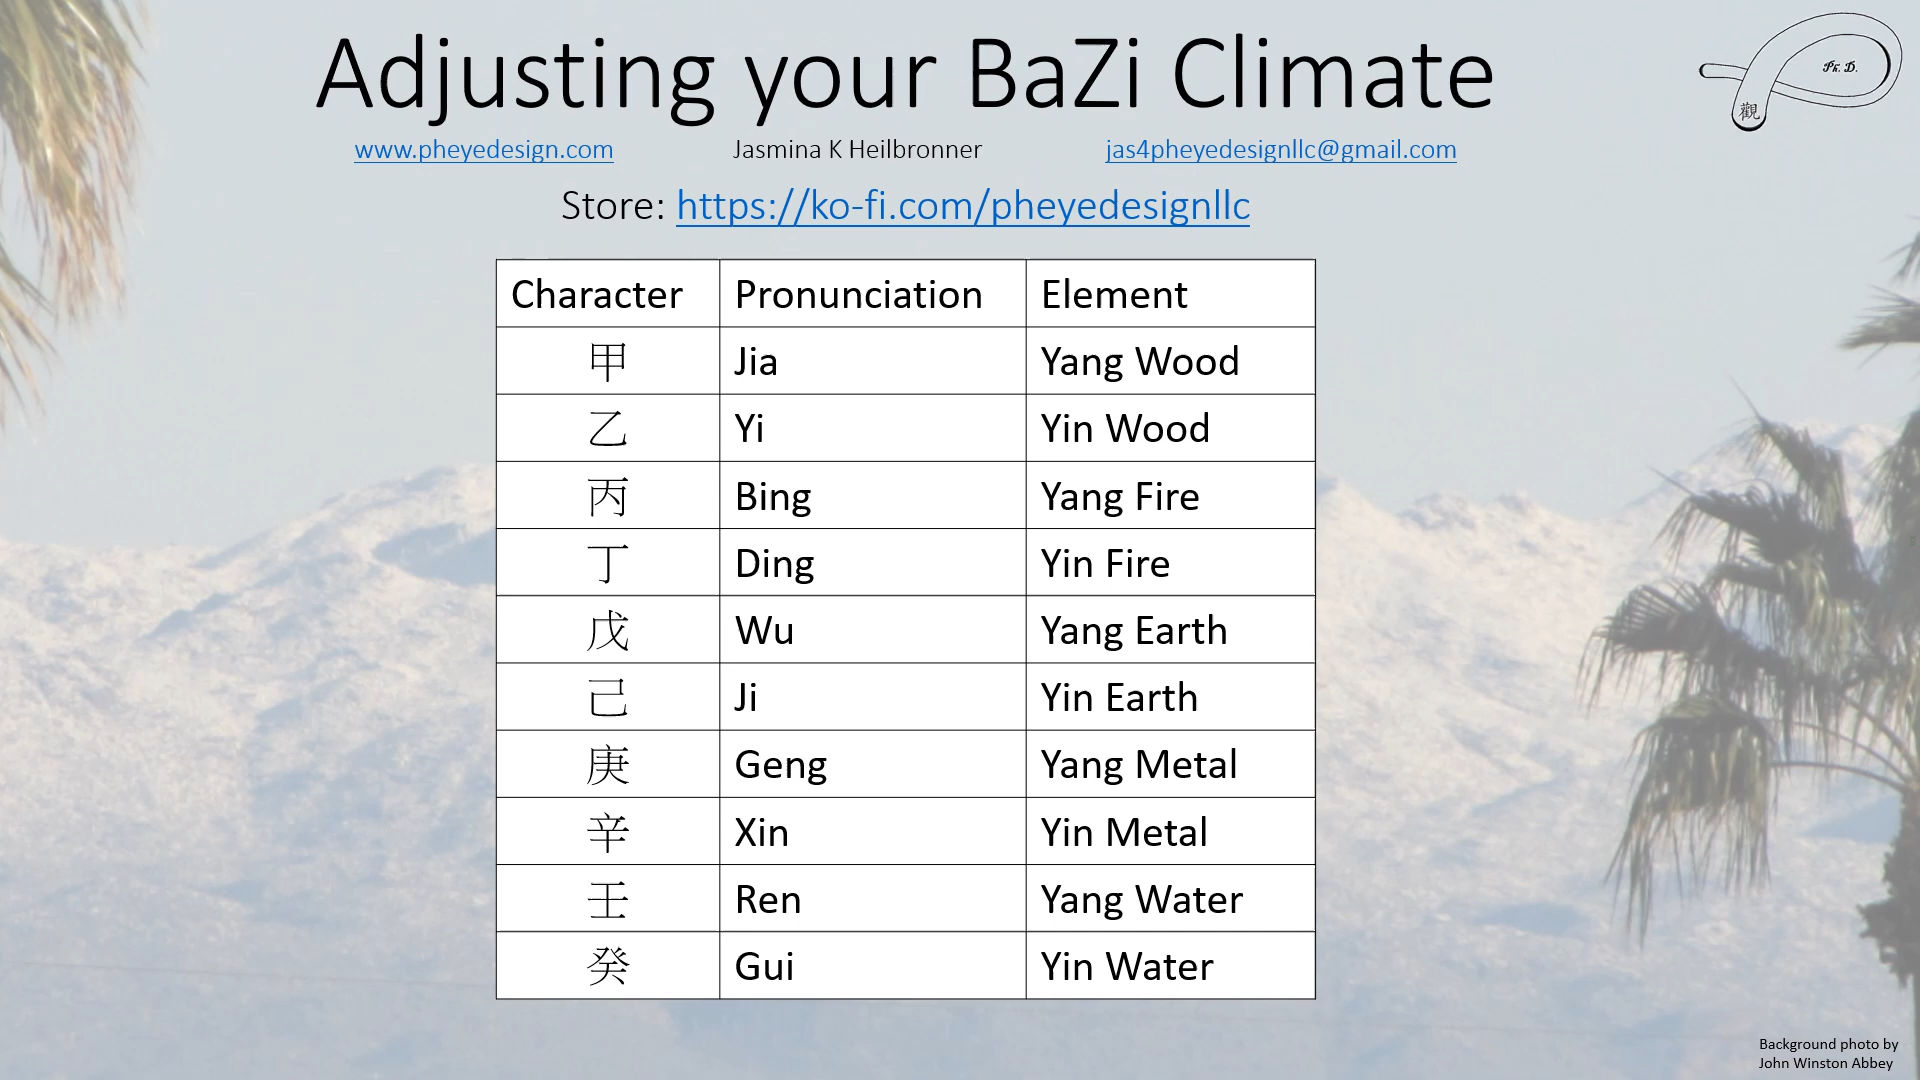 Adjusting your BaZi Climate
Ph. D.
觀
www.pheyedesign.com Jasmina K Heilbronner jas4pheyedesignllc@gmail.com
Store: https://ko-fi.com/pheyedesignllc
Character Pronunciation Element
甲 Jia Yang Wood
乙 Yi Yin Wood
丙 Bing Yang Fire
丁 Ding Yin Fire
戊 Wu Yang Earth
己 Ji Yin Earth
庚 Geng Yang Metal
辛 Xin Yin Metal
壬 Ren Yang Water
癸 Gui Yin Water
Background photo by
John Winston Abbey